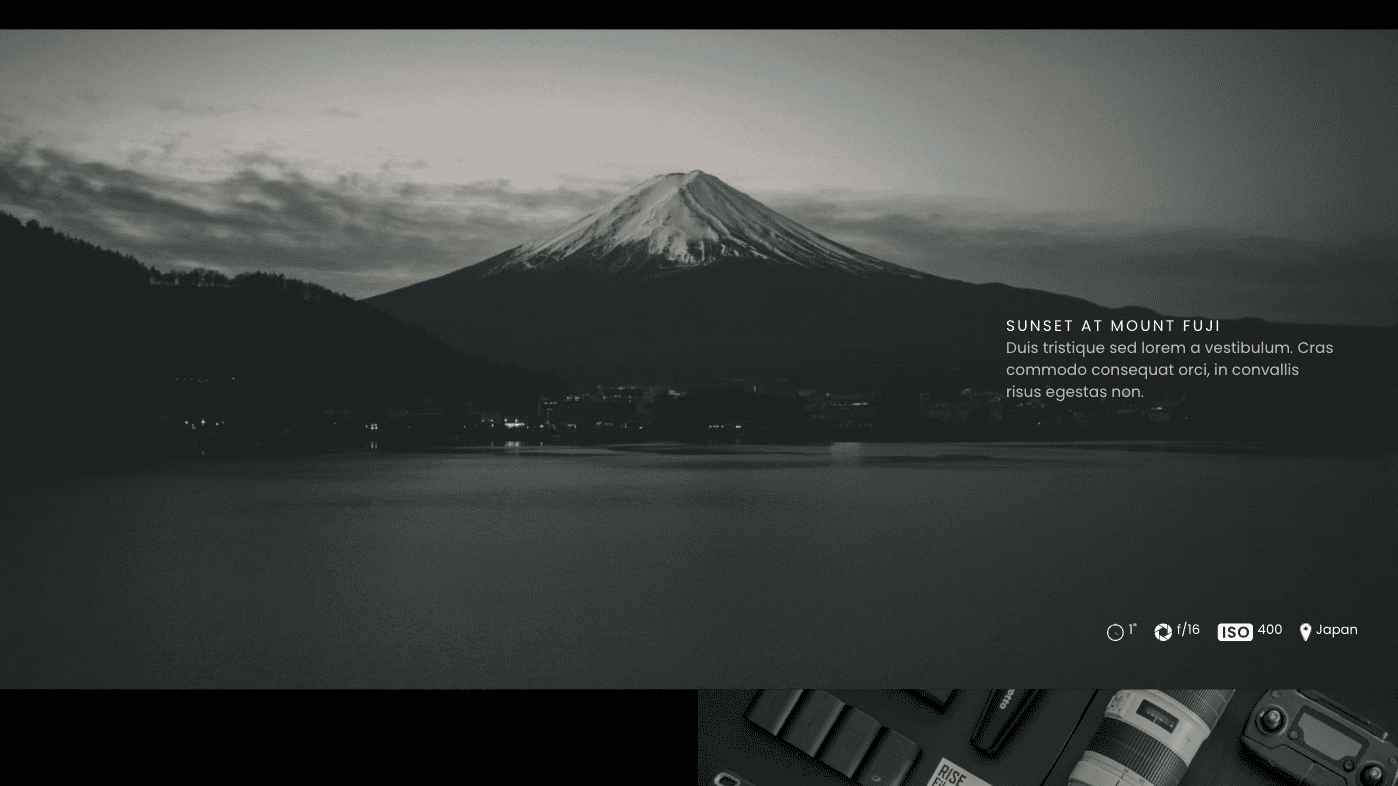 SUNSET AT MOUNT FUJI
Duis tristique sed lorem a vestibulum. Cras
commodo consequat orci, in convallis
risus egestas non.
1" f/16 ISO 400 Japan
RISE